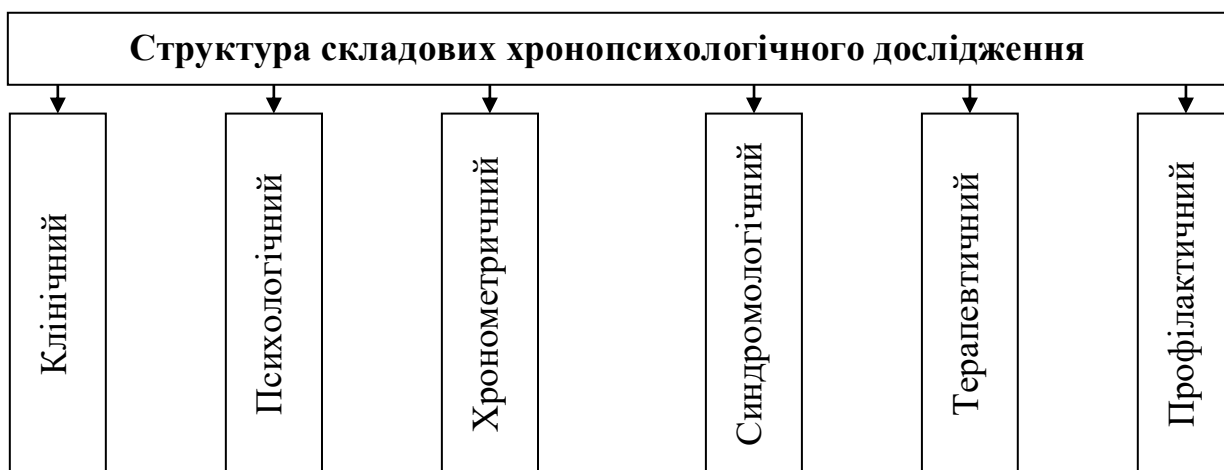 Структура складових хронопсихологічного дослідження
Клінічний
Психологічний
Хронометричний
Синдромологічний
Терапевтичний
Профілактичний